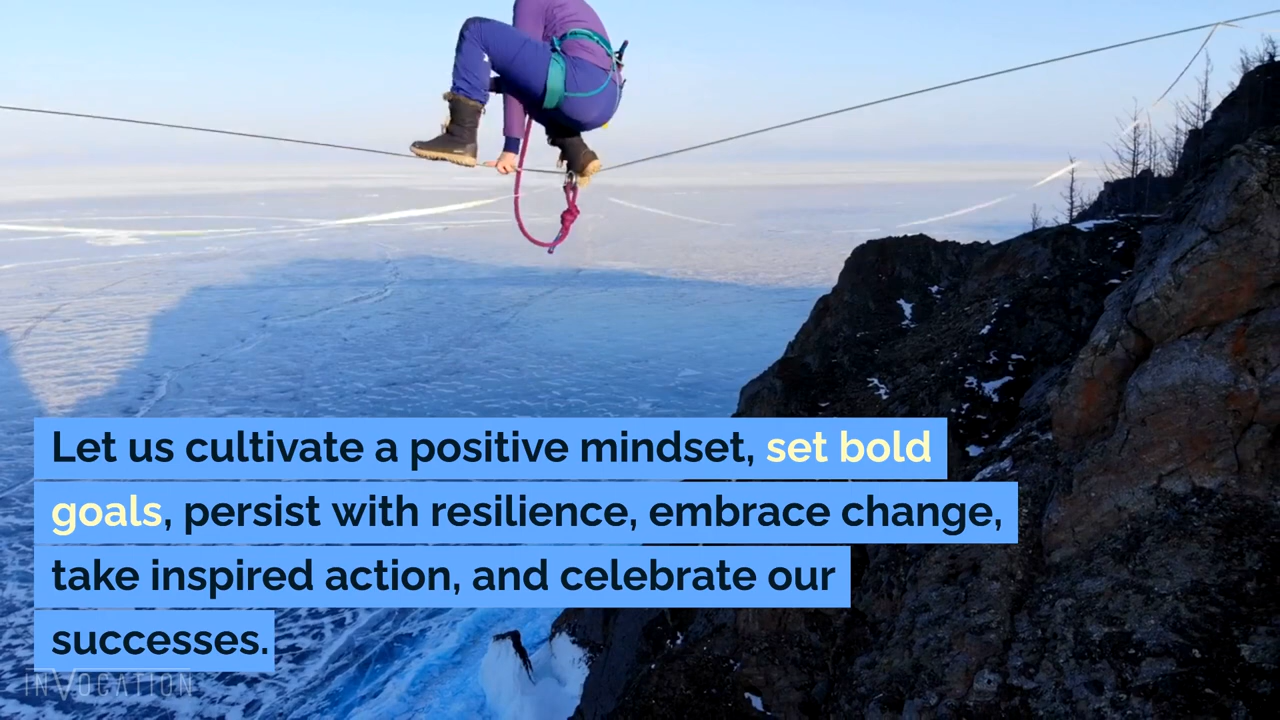 Let us cultivate a positive mindset, set bold
goals, persist with resilience, embrace change,
take inspired action, and celebrate our
successes.
INVOCATION